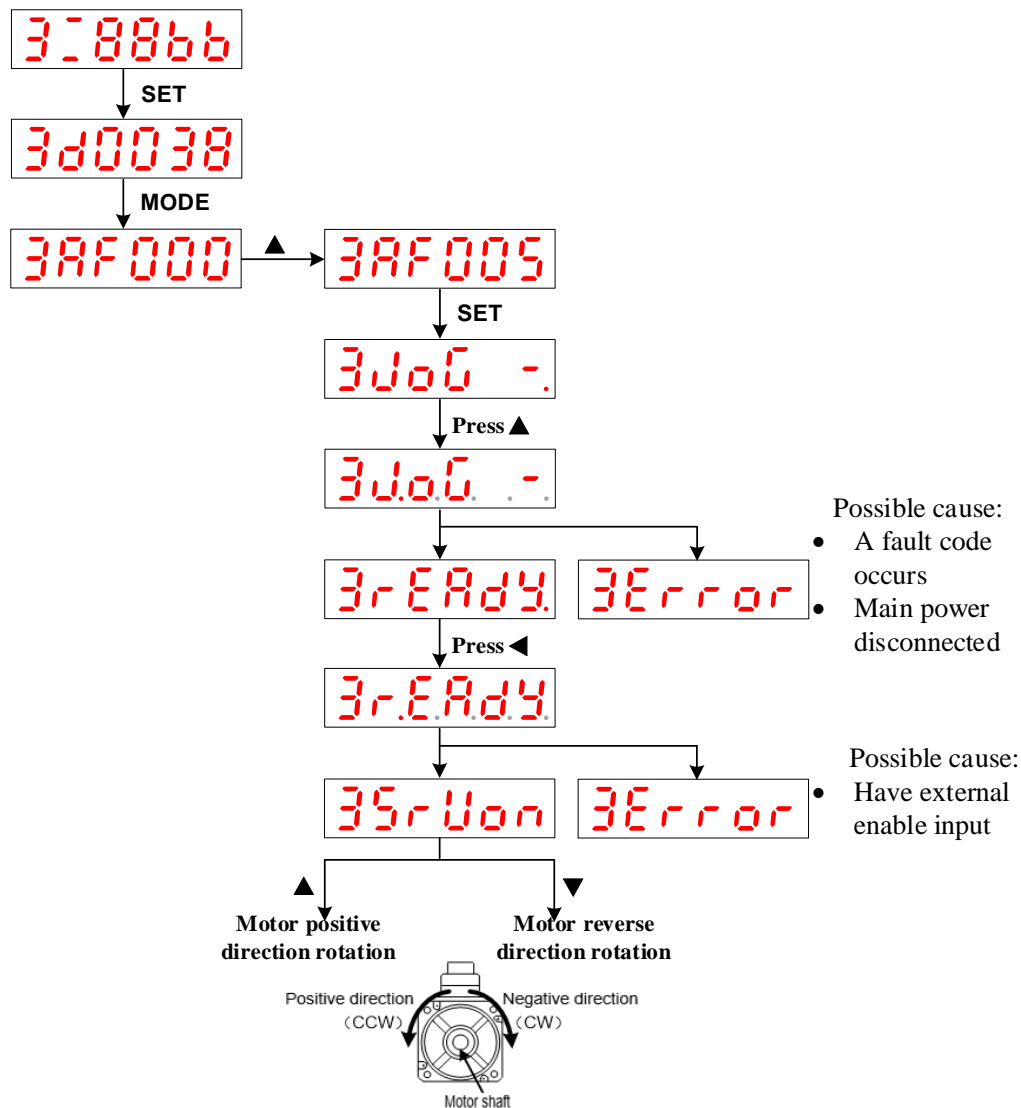 3 -_88bb
SET
3d0038
MODE
3AF000
▲
3AF005
SET
3JoG -.
Press ▲
3J.o.G. . -.
Possible cause:
• A fault code
occurs
• Main power
disconnected
3rEAdy.
3Error
Press ◀
3r.E.A.d.y.
Possible cause:
• Have external
enable input
3SrUon
3Error
▲
▼
Motor positive
direction rotation
Motor reverse
direction rotation
Positive direction
(CCW)
Negative direction
(CW)
Motor shaft